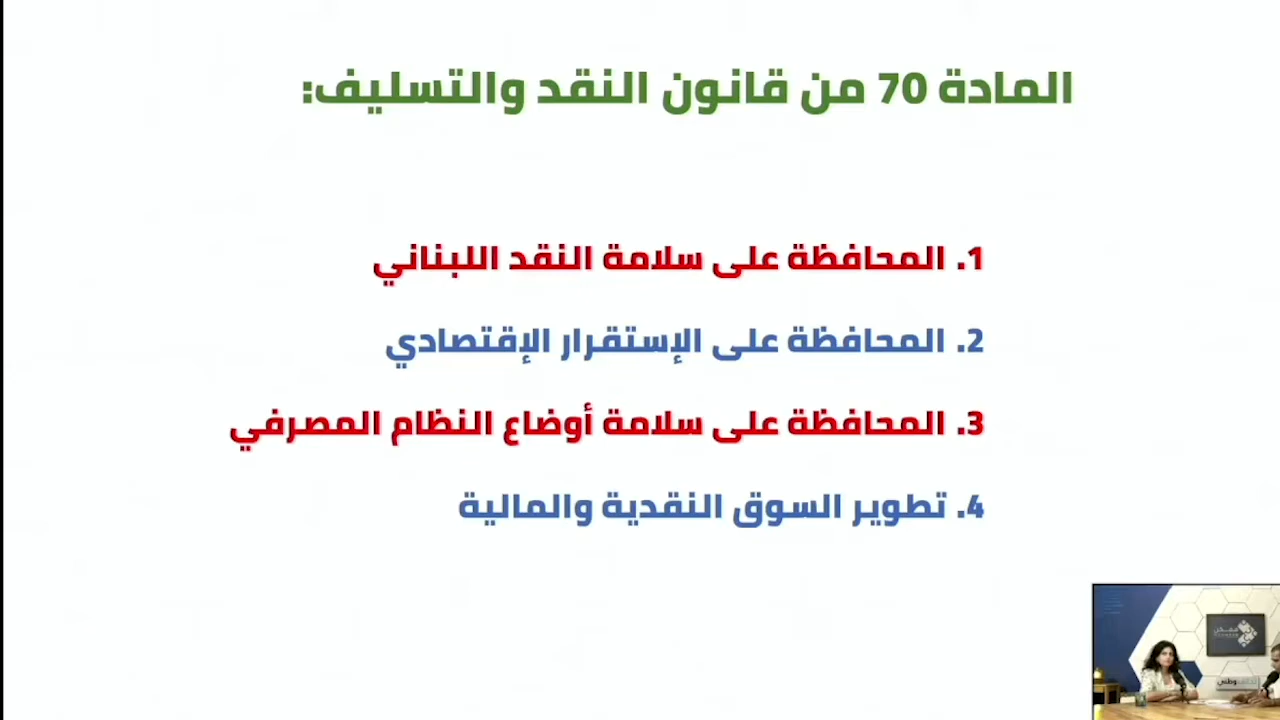 المادة 70 من قانون النقد والتسليف:
1. المحافظة على سلامة النقد اللبناني
2. المحافظة على الإستقرار الإقتصادي
3. المحافظة على سلامة أوضاع النظام المصرفي
4. تطوير السوق النقدية والمالية